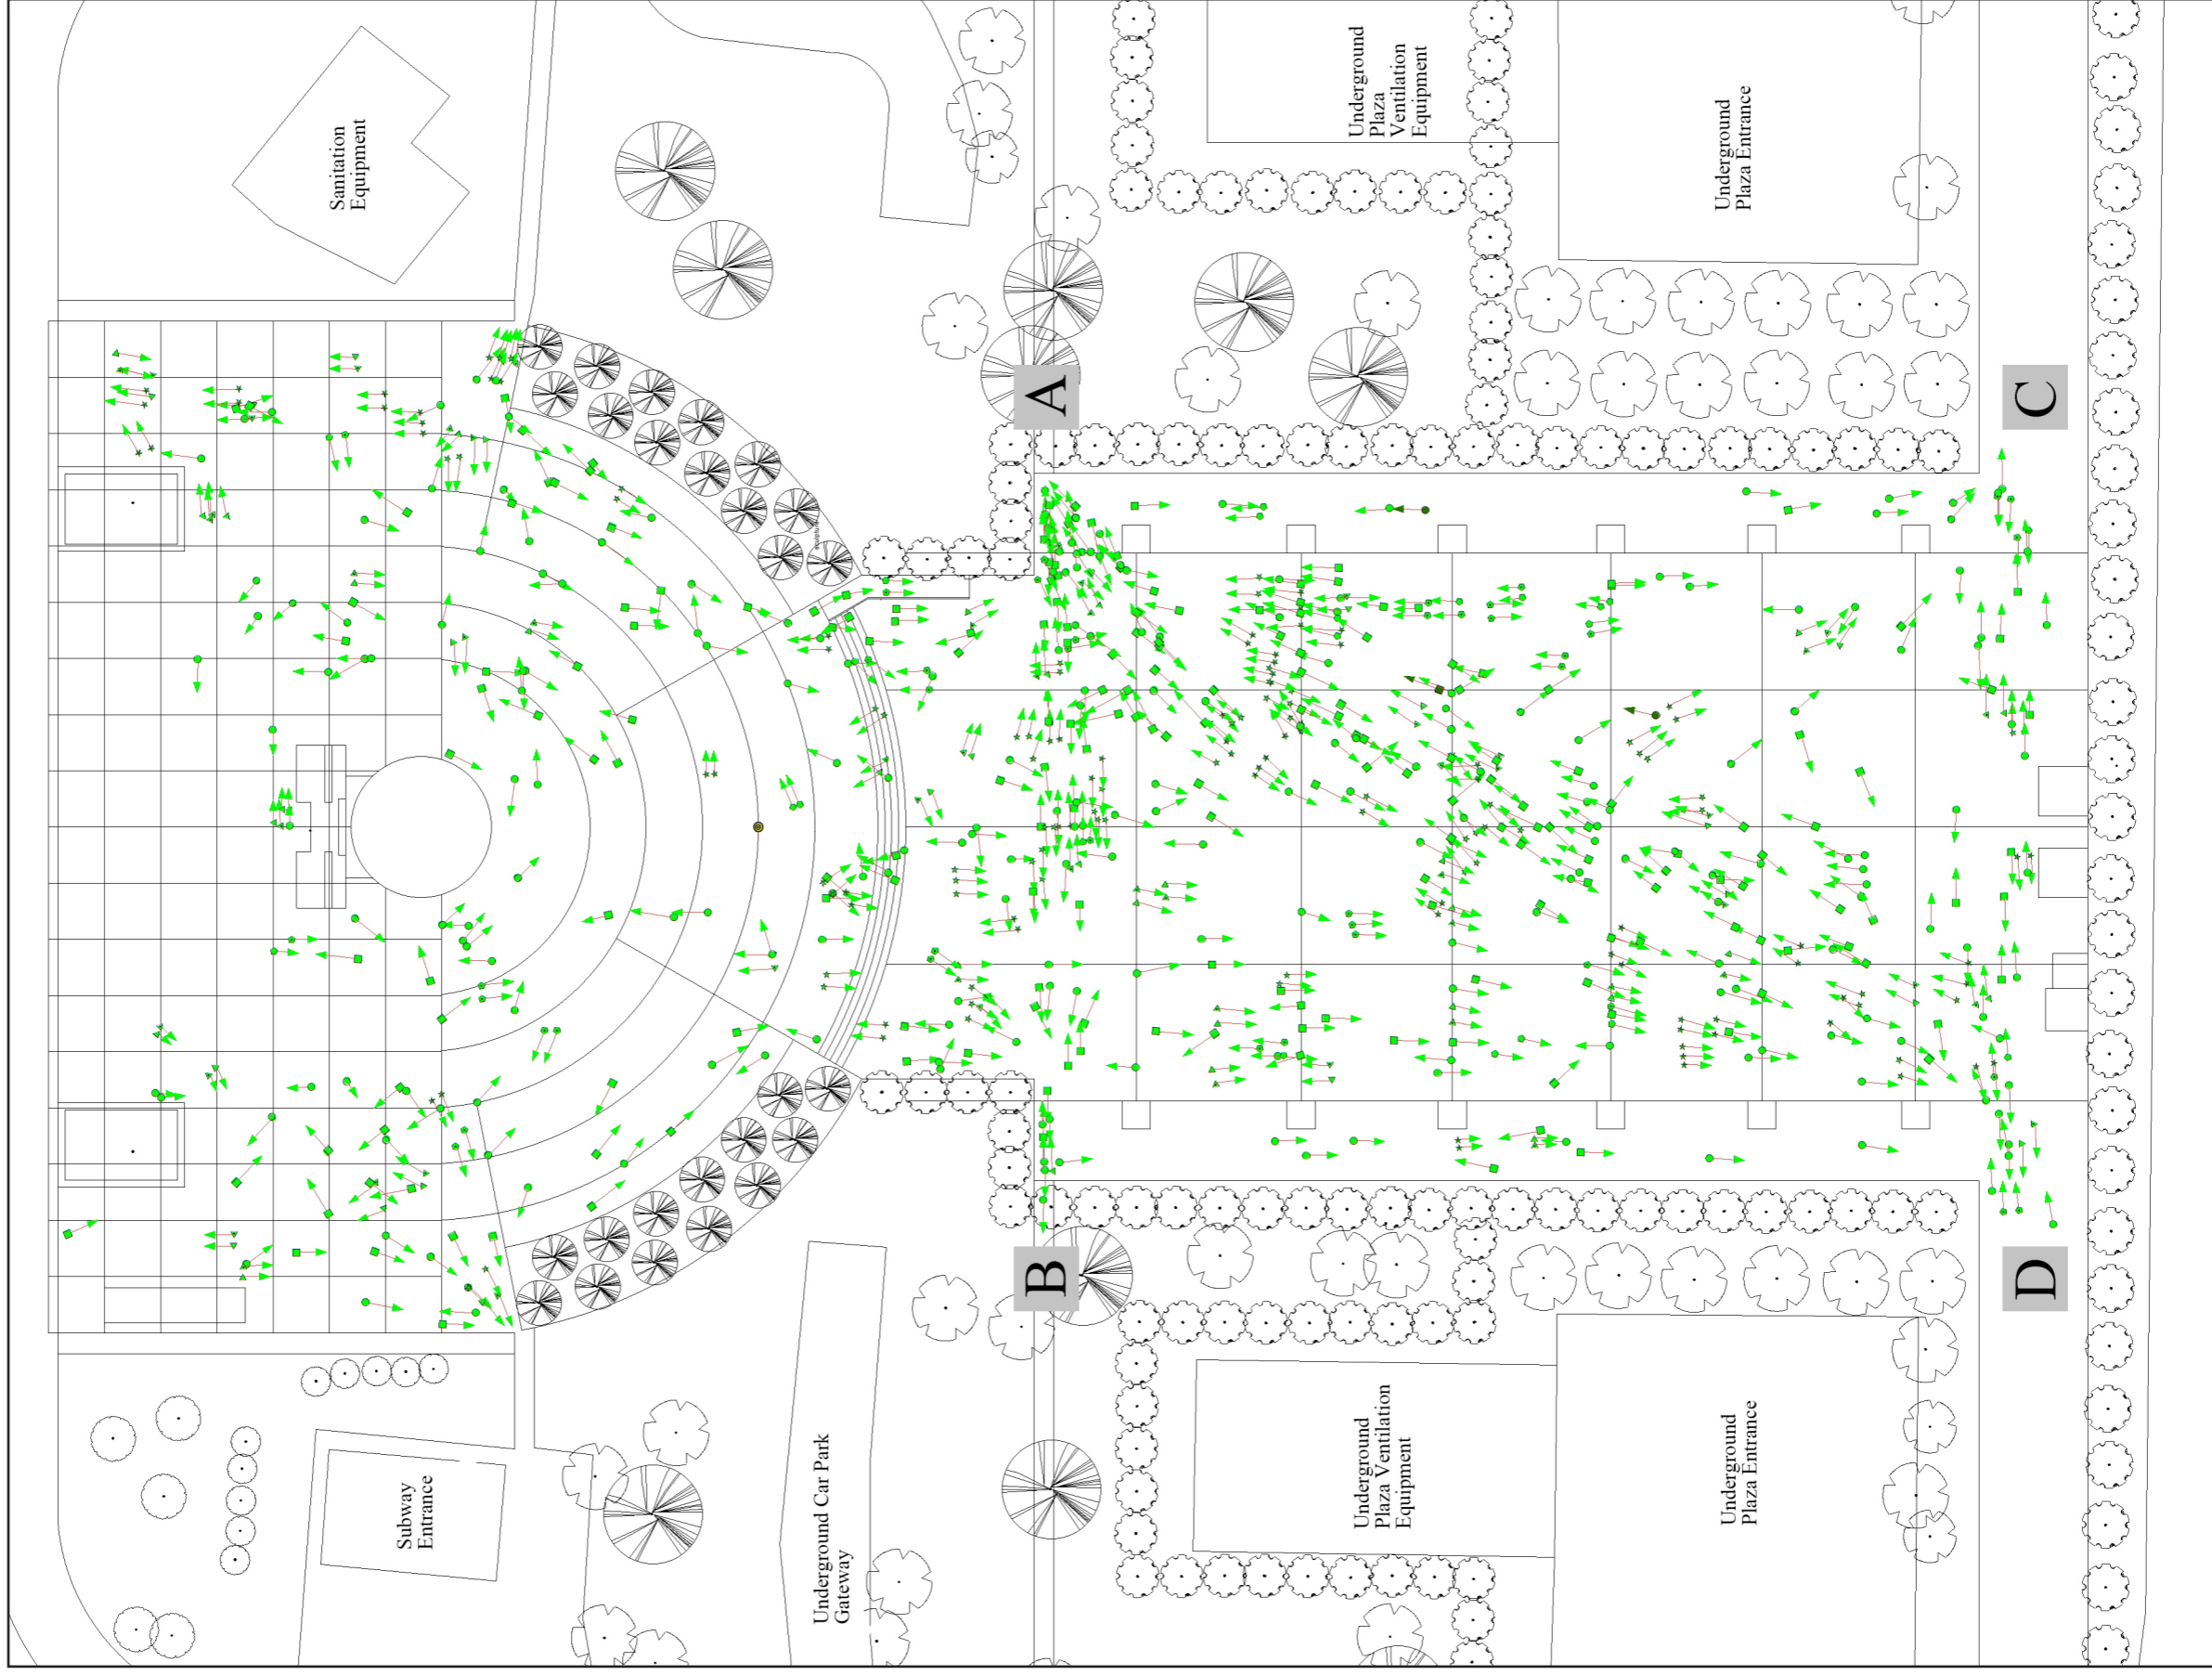 Sanitation
Equipment
Subway
Entrance
Underground Car Park
Gateway
sculpture
B
A
Underground
Plaza Ventilation
Equipment
Underground
Plaza
Ventilation
Equipment
Underground
Plaza Entrance
Underground
Plaza Entrance
D
C